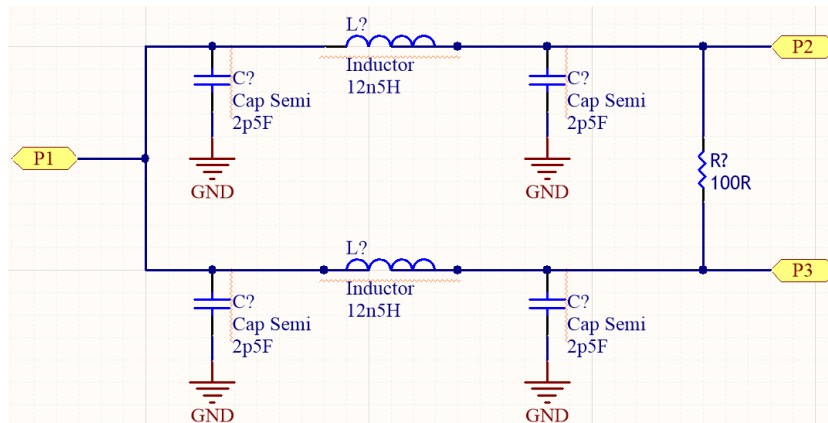 L?
P2
Inductor
12n5H
C?
Cap Semi
2p5F
C?
Cap Semi
2p5F
P1
R?
100R
GND
GND
L?
P3
Inductor
12n5H
C?
Cap Semi
2p5F
C?
Cap Semi
2p5F
GND
GND